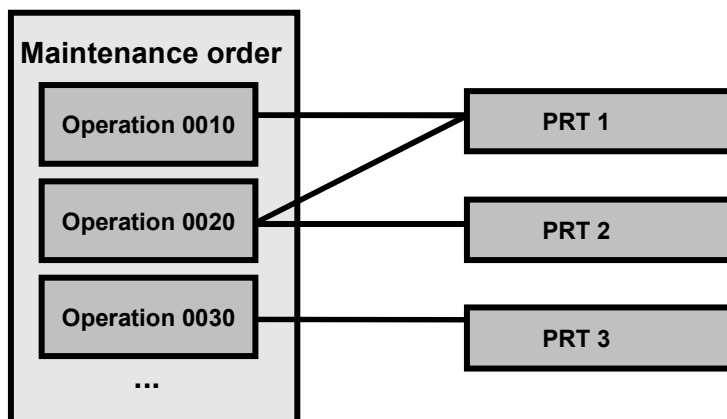 Maintenance order
Operation 0010
PRT 1
Operation 0020
PRT 2
Operation 0030
PRT 3
...